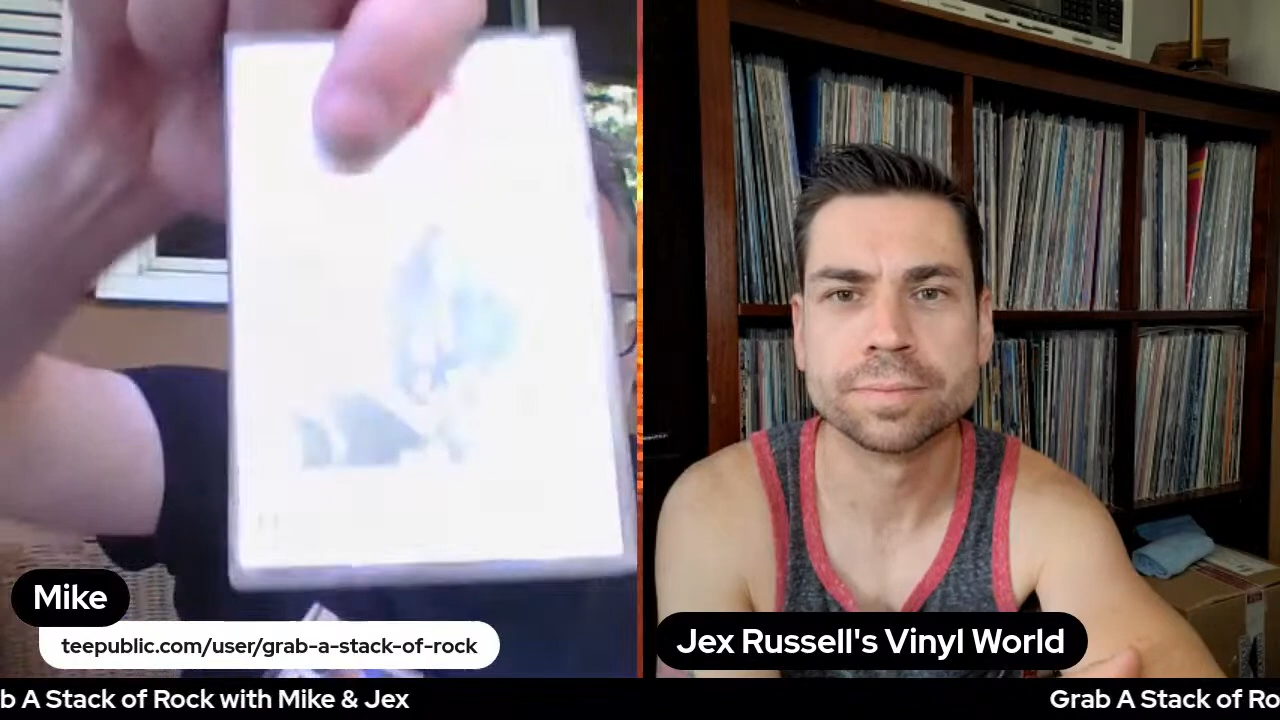 Mike
teepublic.com/user/grab-a-stack-of-rock
Jex Russell's Vinyl World
b A Stack of Rock with Mike & Jex
Grab A Stack of Ro